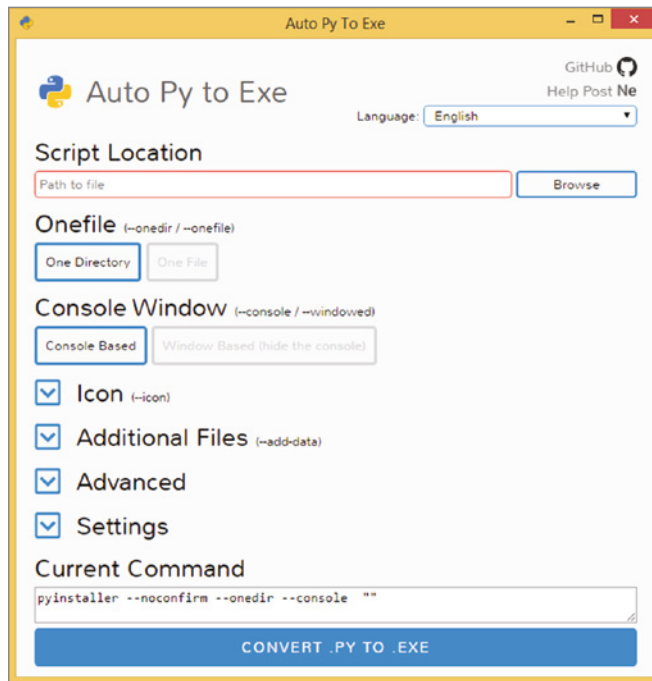 Auto Py To Exe
GitHub
Auto Py to Exe
Help Post Ne
Language: English
Script Location
Path to file
Browse
Onefile (--onedir / --onefile)
One Directory
One File
Console Window (--console / --windowed)
Console Based
Window Based (hide the console)
Icon (--icon)
Additional Files (--add-data)
Advanced
Settings
Current Command
pyinstaller --noconfirm --onedir --console ""
CONVERT .PY TO .EXE